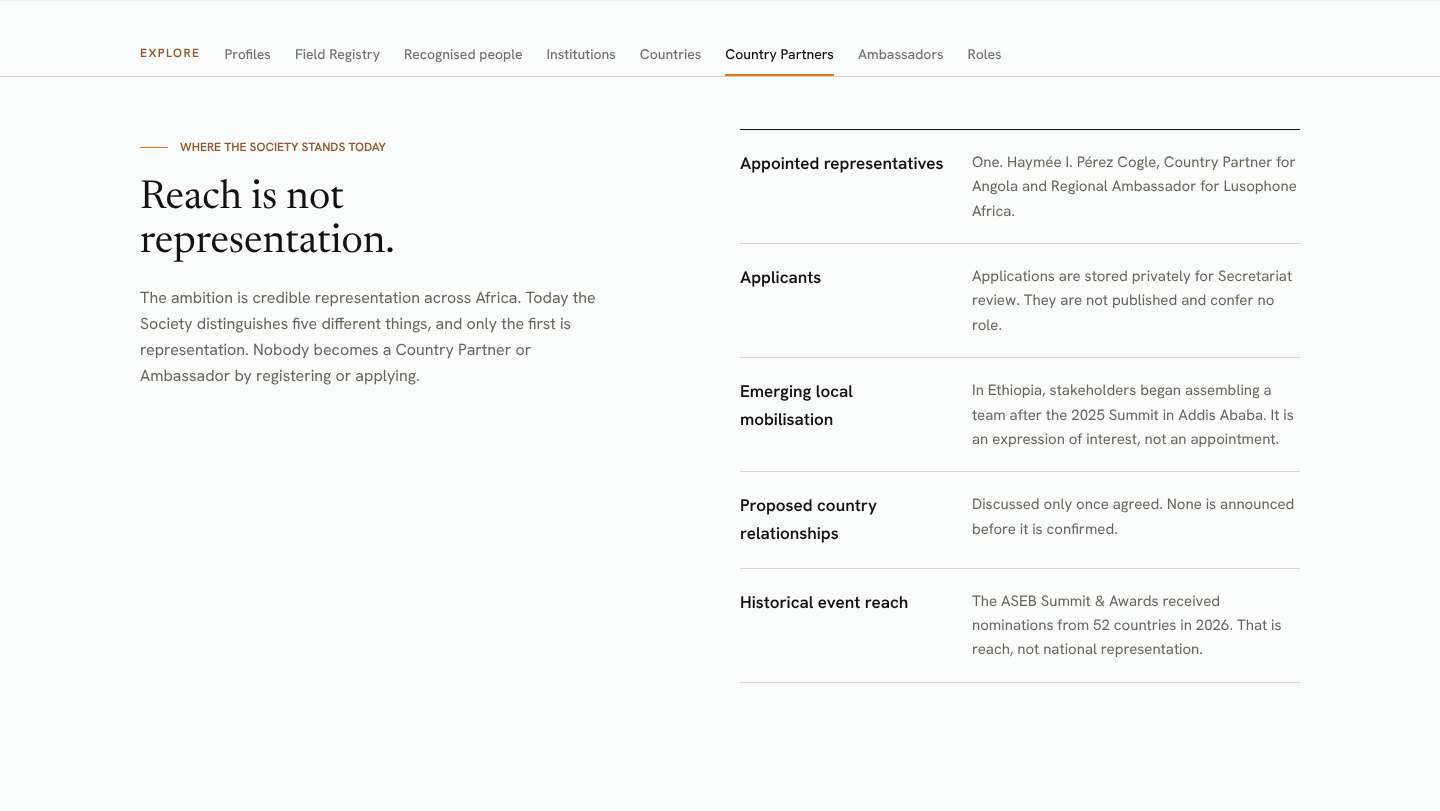 EXPLORE Profiles Field Registry Recognised people Institutions Countries Country Partners Ambassadors Roles
WHERE THE SOCIETY STANDS TODAY
Reach is not
representation.
The ambition is credible representation across Africa. Today the
Society distinguishes five different things, and only the first is
representation. Nobody becomes a Country Partner or
Ambassador by registering or applying.
Appointed representatives
One. Haymée I. Pérez Cogle, Country Partner for
Angola and Regional Ambassador for Lusophone
Africa.
Applicants
Applications are stored privately for Secretariat
review. They are not published and confer no
role.
Emerging local
mobilisation
In Ethiopia, stakeholders began assembling a
team after the 2025 Summit in Addis Ababa. It is
an expression of interest, not an appointment.
Proposed country
relationships
Discussed only once agreed. None is announced
before it is confirmed.
Historical event reach
The ASEB Summit & Awards received
nominations from 52 countries in 2026. That is
reach, not national representation.